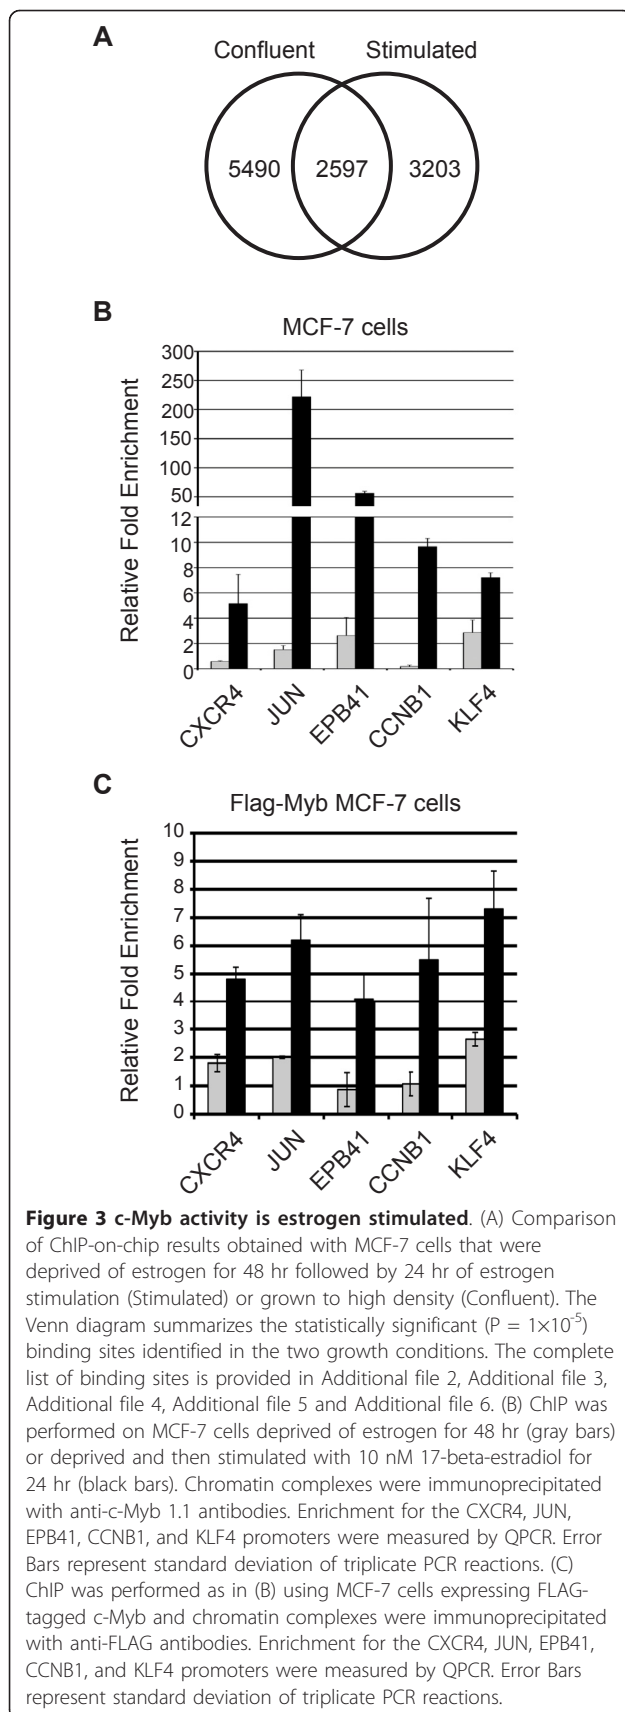 A
Confluent Stimulated
5490 2597 3203
B
MCF-7 cells
Relative Fold Enrichment
300
250
200
150
100
50
12
10
8
6
4
2
0
CXCR4 JUN EPB41 CCNB1 KLF4
C
Flag-Myb MCF-7 cells
Relative Fold Enrichment
10
9
8
7
6
5
4
3
2
1
0
CXCR4 JUN EPB41 CCNB1 KLF4
Figure 3 c-Myb activity is estrogen stimulated. (A) Comparison
of ChIP-on-chip results obtained with MCF-7 cells that were
deprived of estrogen for 48 hr followed by 24 hr of estrogen
stimulation (Stimulated) or grown to high density (Confluent). The
Venn diagram summarizes the statistically significant (P = 1×10⁻⁵)
binding sites identified in the two growth conditions. The complete
list of binding sites is provided in Additional file 2, Additional file 3,
Additional file 4, Additional file 5 and Additional file 6. (B) ChIP was
performed on MCF-7 cells deprived of estrogen for 48 hr (gray bars)
or deprived and then stimulated with 10 nM 17-beta-estradiol for
24 hr (black bars). Chromatin complexes were immunoprecipitated
with anti-c-Myb 1.1 antibodies. Enrichment for the CXCR4, JUN,
EPB41, CCNB1, and KLF4 promoters were measured by QPCR. Error
Bars represent standard deviation of triplicate PCR reactions. (C)
ChIP was performed as in (B) using MCF-7 cells expressing FLAG-
tagged c-Myb and chromatin complexes were immunoprecipitated
with anti-FLAG antibodies. Enrichment for the CXCR4, JUN, EPB41,
CCNB1, and KLF4 promoters were measured by QPCR. Error Bars
represent standard deviation of triplicate PCR reactions.